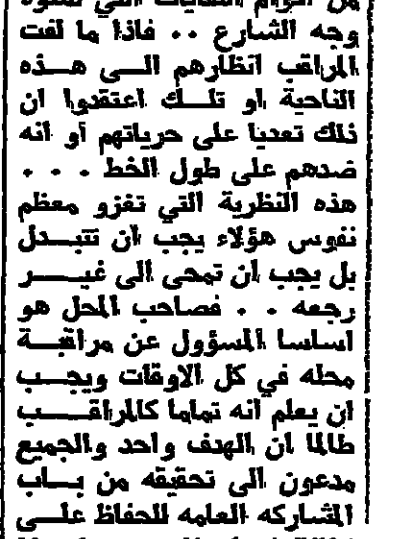 من اكوام النفايات التي تشوه
وجه الشارع .. فاذا ما لفت
المراقب انظارهم الى هذه
الناحية او تلك اعتقدوا ان
ذلك تعديا على حرياتهم أو انه
ضدهم على طول الخط . . .
هذه النظرية التي تغزو معظم
نفوس هؤلاء يجب ان تتبدل
بل يجب ان تمحى الى غير
رجعه . . فصاحب المحل هو
اساسا المسؤول عن مراقبة
محله في كل الاوقات ويجب
ان يعلم انه تماما كالمراقب
طالما ان الهدف واحد والجميع
مدعون الى تحقيقه من باب
المشاركه العامه للحفاظ على